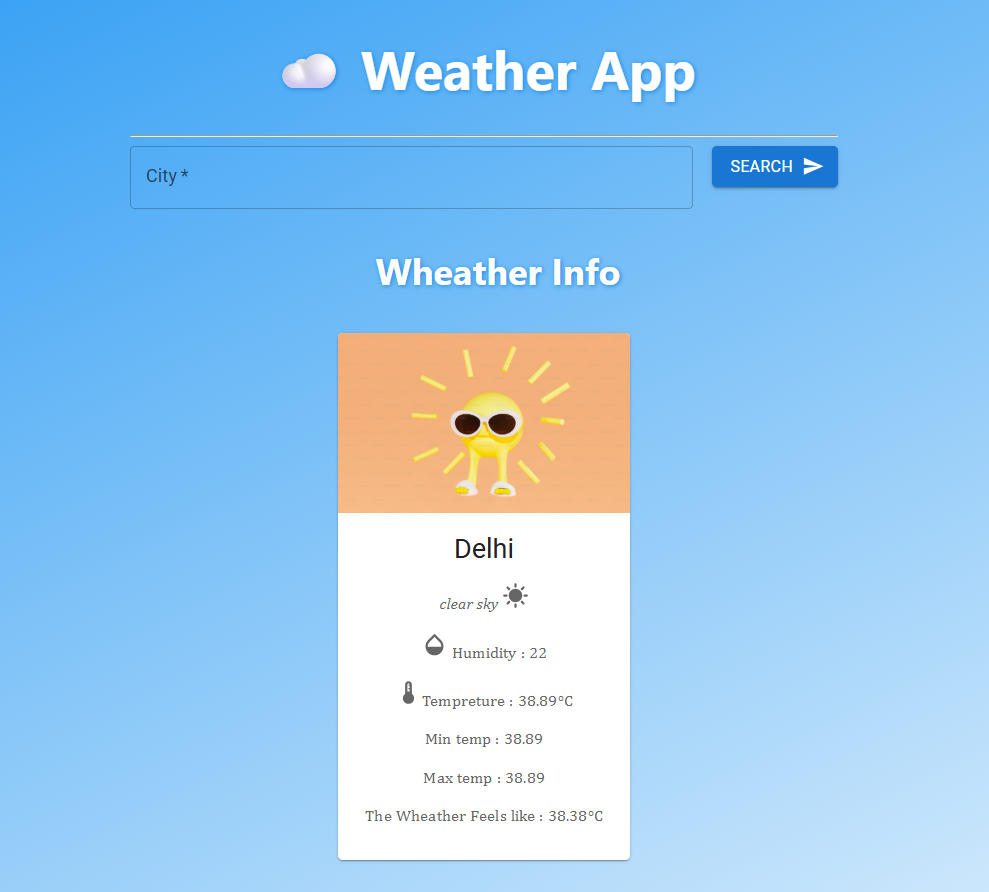 Weather App
City *
SEARCH
Wheather Info
Delhi
clear sky
Humidity : 22
Tempreture : 38.89°C
Min temp : 38.89
Max temp : 38.89
The Wheather Feels like : 38.38°C